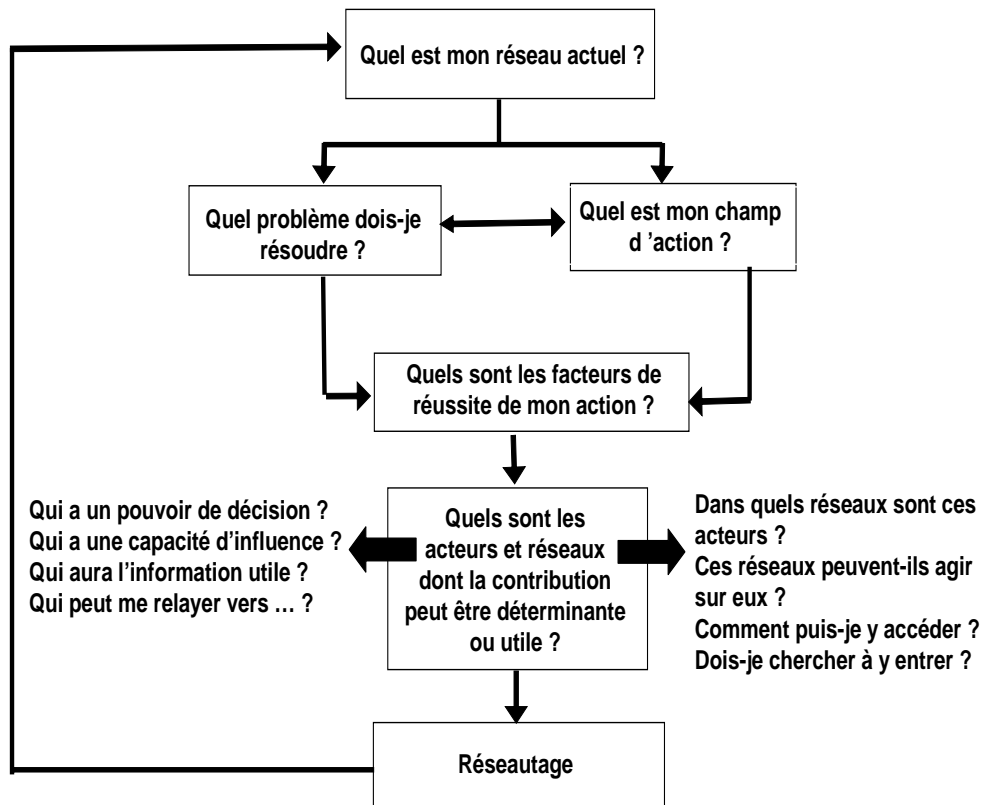 Quel est mon réseau actuel ?
Quel problème dois-je
résoudre ?
Quel est mon champ
d ’action ?
Quels sont les facteurs de
réussite de mon action ?
Qui a un pouvoir de décision ?
Qui a une capacité d’influence ?
Qui aura l’information utile ?
Qui peut me relayer vers … ?
Quels sont les
acteurs et réseaux
dont la contribution
peut être déterminante
ou utile ?
Dans quels réseaux sont ces
acteurs ?
Ces réseaux peuvent-ils agir
sur eux ?
Comment puis-je y accéder ?
Dois-je chercher à y entrer ?
Réseautage